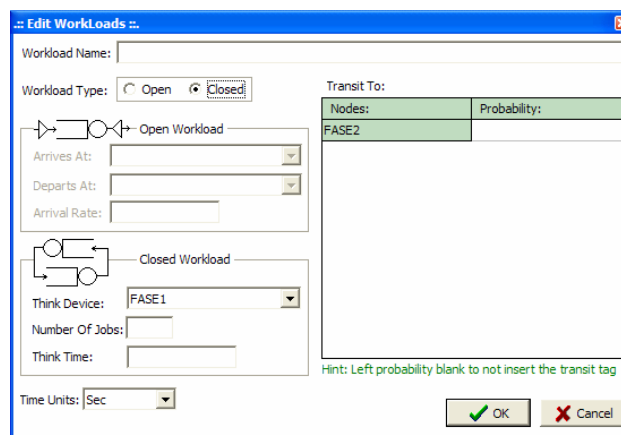 .:: Edit WorkLoads ::.
Workload Name:
Workload Type:
Open
Closed
Open Workload
Arrives At:
Departs At:
Arrival Rate:
Closed Workload
Think Device:
FASE1
Number Of Jobs:
Think Time:
Time Units:
Sec
Transit To:
Nodes: Probability:
FASE2
Hint: Left probability blank to not insert the transit tag
OK
Cancel